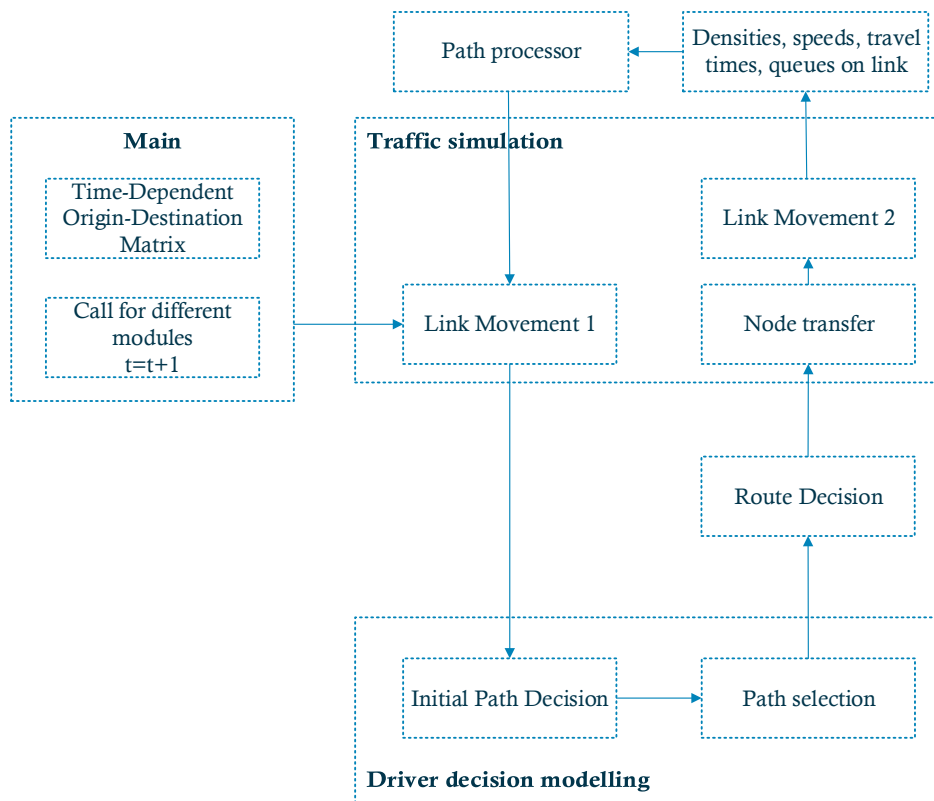 Path processor
Densities, speeds, travel
times, queues on link
Main
Time-Dependent
Origin-Destination
Matrix
Call for different
modules
t=t+1
Traffic simulation
Link Movement 2
Link Movement 1
Node transfer
Route Decision
Initial Path Decision
Path selection
Driver decision modelling